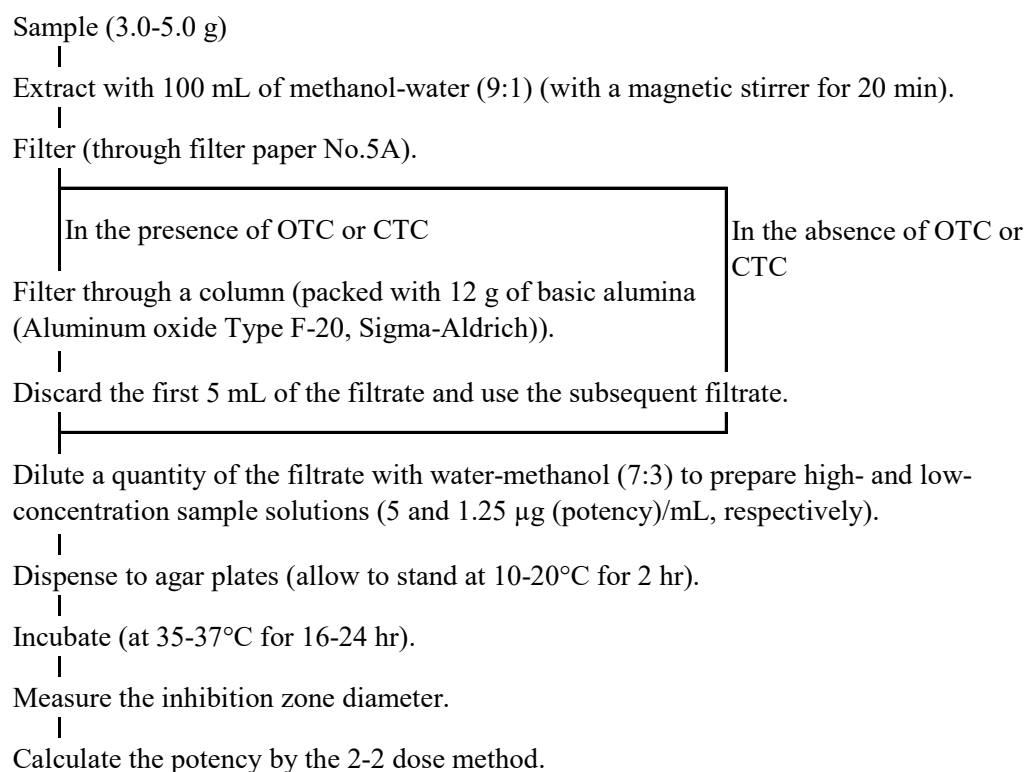 Sample (3.0-5.0 g)
Extract with 100 mL of methanol-water (9:1) (with a magnetic stirrer for 20 min).
Filter (through filter paper No.5A).
In the presence of OTC or CTC
In the absence of OTC or
CTC
Filter through a column (packed with 12 g of basic alumina
(Aluminum oxide Type F-20, Sigma-Aldrich)).
Discard the first 5 mL of the filtrate and use the subsequent filtrate.
Dilute a quantity of the filtrate with water-methanol (7:3) to prepare high- and low-
concentration sample solutions (5 and 1.25 µg (potency)/mL, respectively).
Dispense to agar plates (allow to stand at 10-20°C for 2 hr).
Incubate (at 35-37°C for 16-24 hr).
Measure the inhibition zone diameter.
Calculate the potency by the 2-2 dose method.